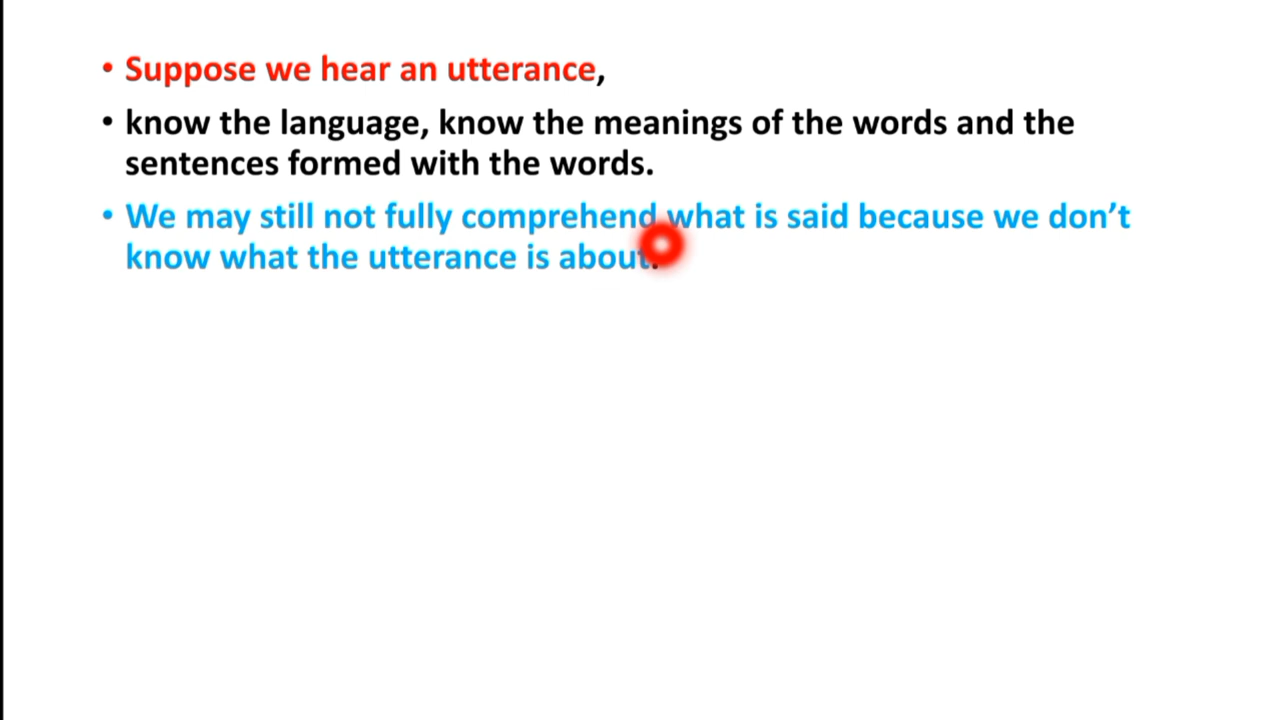 • Suppose we hear an utterance,
• know the language, know the meanings of the words and the
sentences formed with the words.
• We may still not fully comprehend what is said because we don’t
know what the utterance is about.